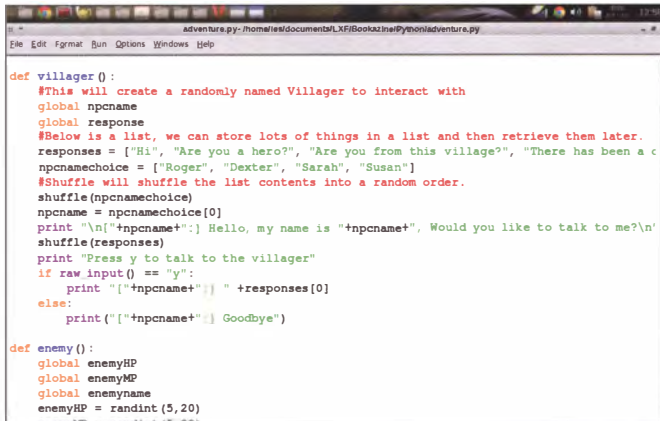 adventure.py- /home/les/documents/LXF/Bookazine/Python/adventure.py
File Edit Format Run Options Windows Help
def villager():
#This will create a randomly named Villager to interact with
global npcname
global response
#Below is a list, we can store lots of things in a list and then retrieve them later.
responses = ["Hi", "Are you a hero?", "Are you from this village?", "There has been a c
npcnamechoice = ["Roger", "Dexter", "Sarah", "Susan"]
#Shuffle will shuffle the list contents into a random order.
shuffle(npcnamechoice)
npcname = npcnamechoice[0]
print "\n["+npcname+":] Hello, my name is "+npcname+", Would you like to talk to me?\n"
shuffle(responses)
print "Press y to talk to the villager"
if raw_input() == "y":
print "["+npcname+":] " +responses[0]
else:
print("["+npcname+":] Goodbye")
def enemy():
global enemyHP
global enemyMP
global enemyname
enemyHP = randint(5,20)